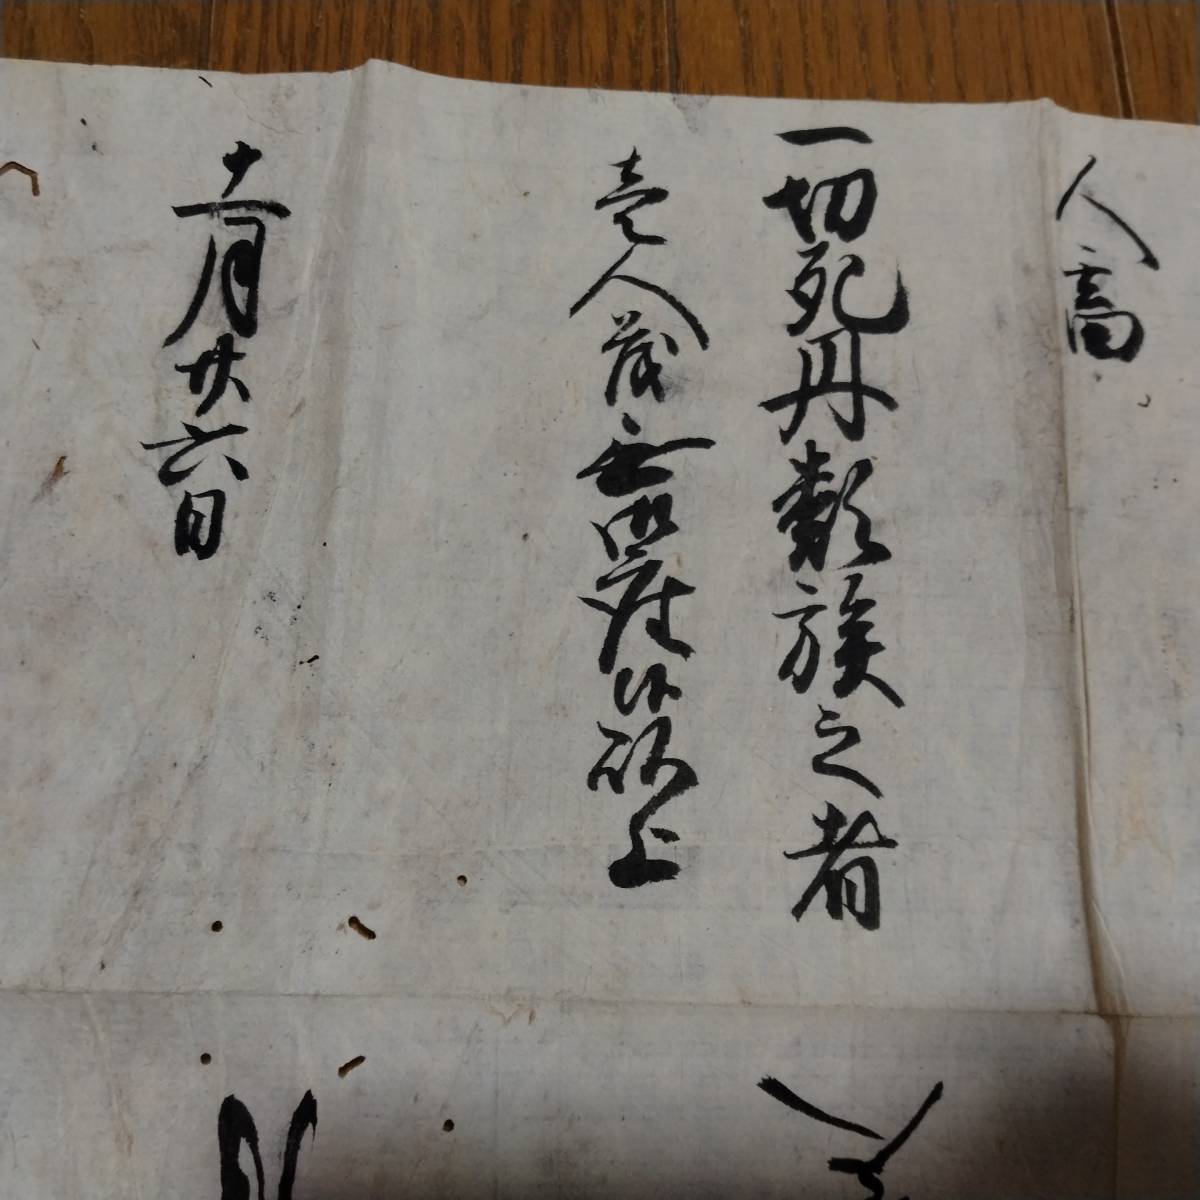 人高
一切死丹類族之者
壱人茂無御座候以上
十一月廿六日